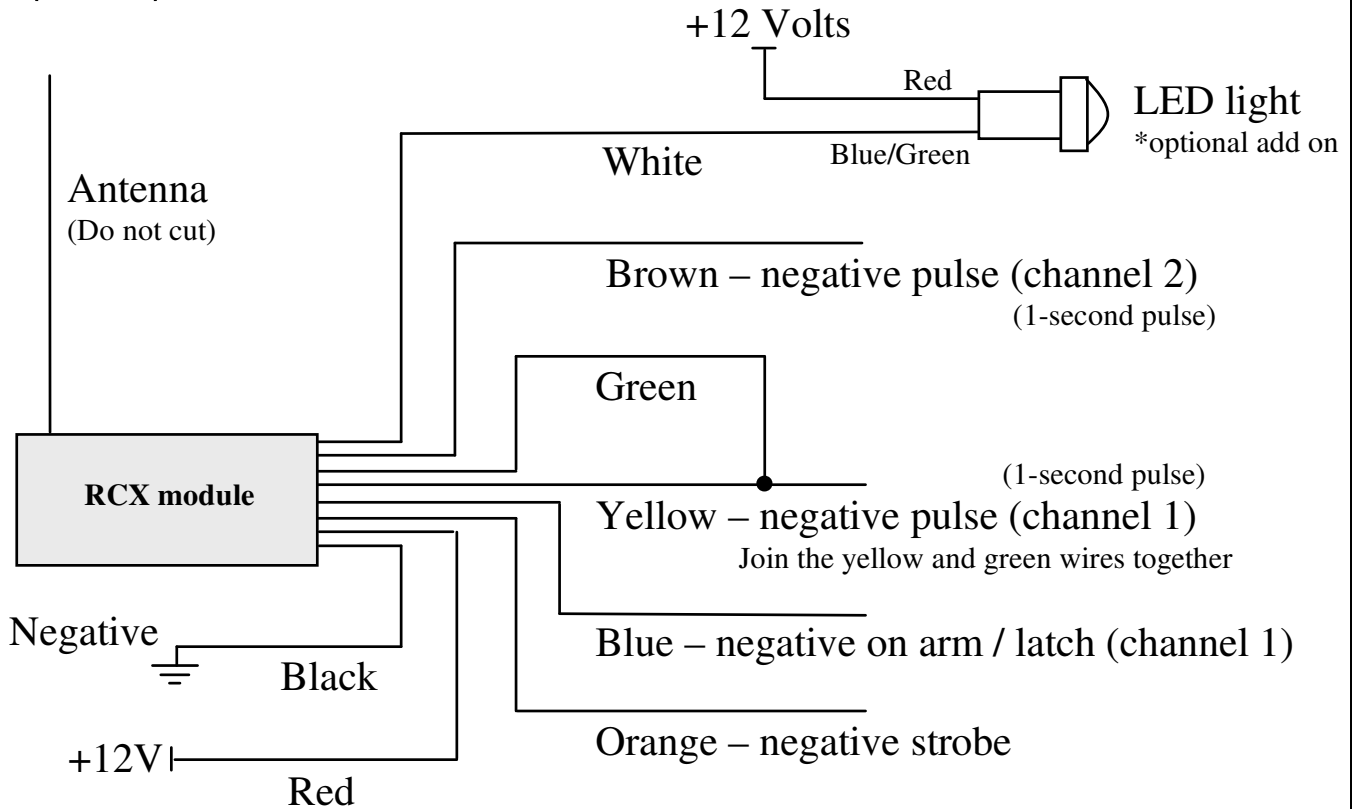 +12 Volts
Red
LED light
*optional add on
Blue/Green
White
Antenna
(Do not cut)
Brown – negative pulse (channel 2)
(1-second pulse)
Green
RCX module
(1-second pulse)
Yellow – negative pulse (channel 1)
Join the yellow and green wires together
Negative
Black
Blue – negative on arm / latch (channel 1)
Orange – negative strobe
+12V
Red